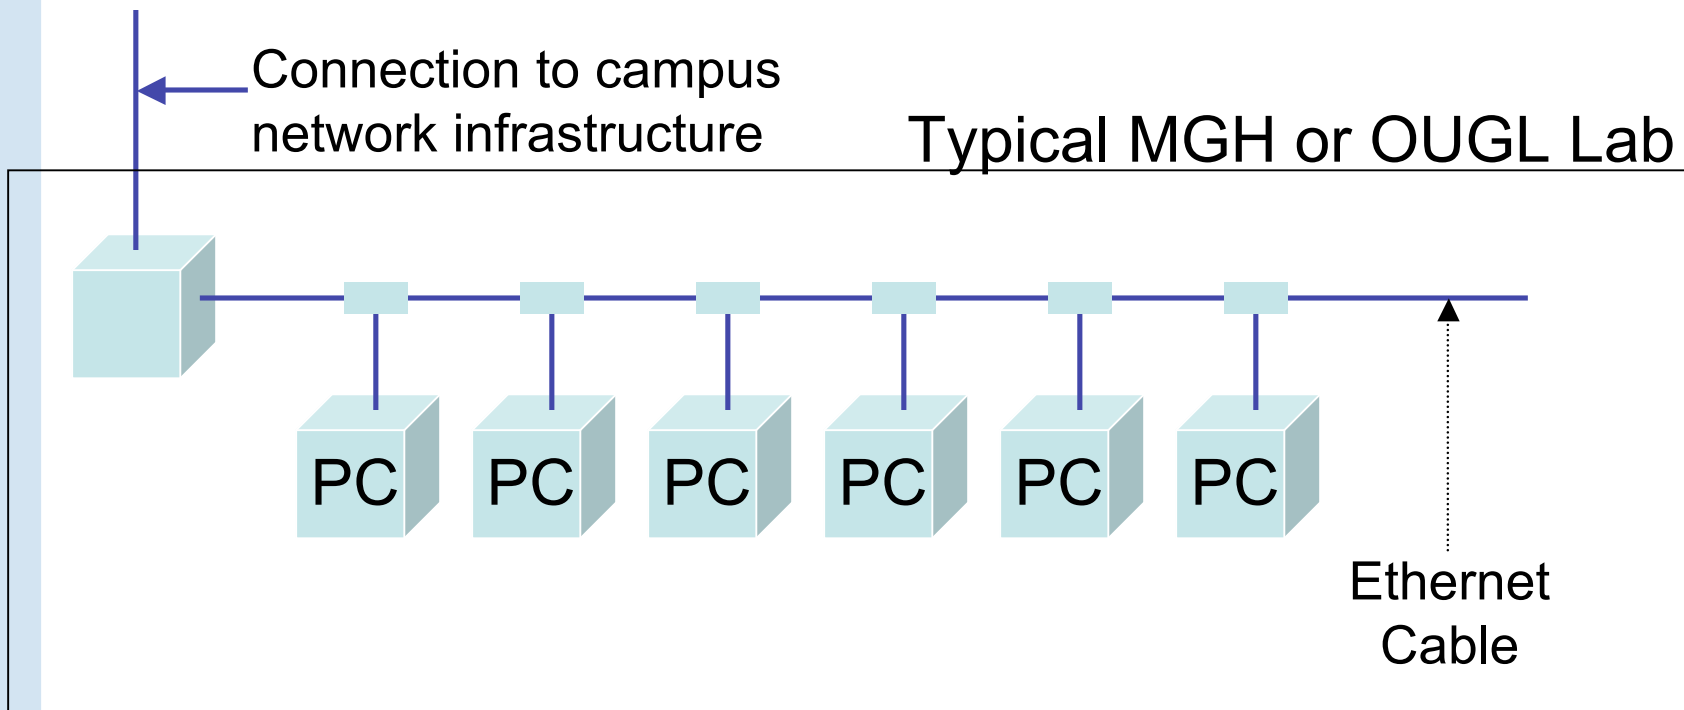 Connection to campus
network infrastructure
Typical MGH or OUGL Lab
PC PC PC PC PC PC
Ethernet
Cable